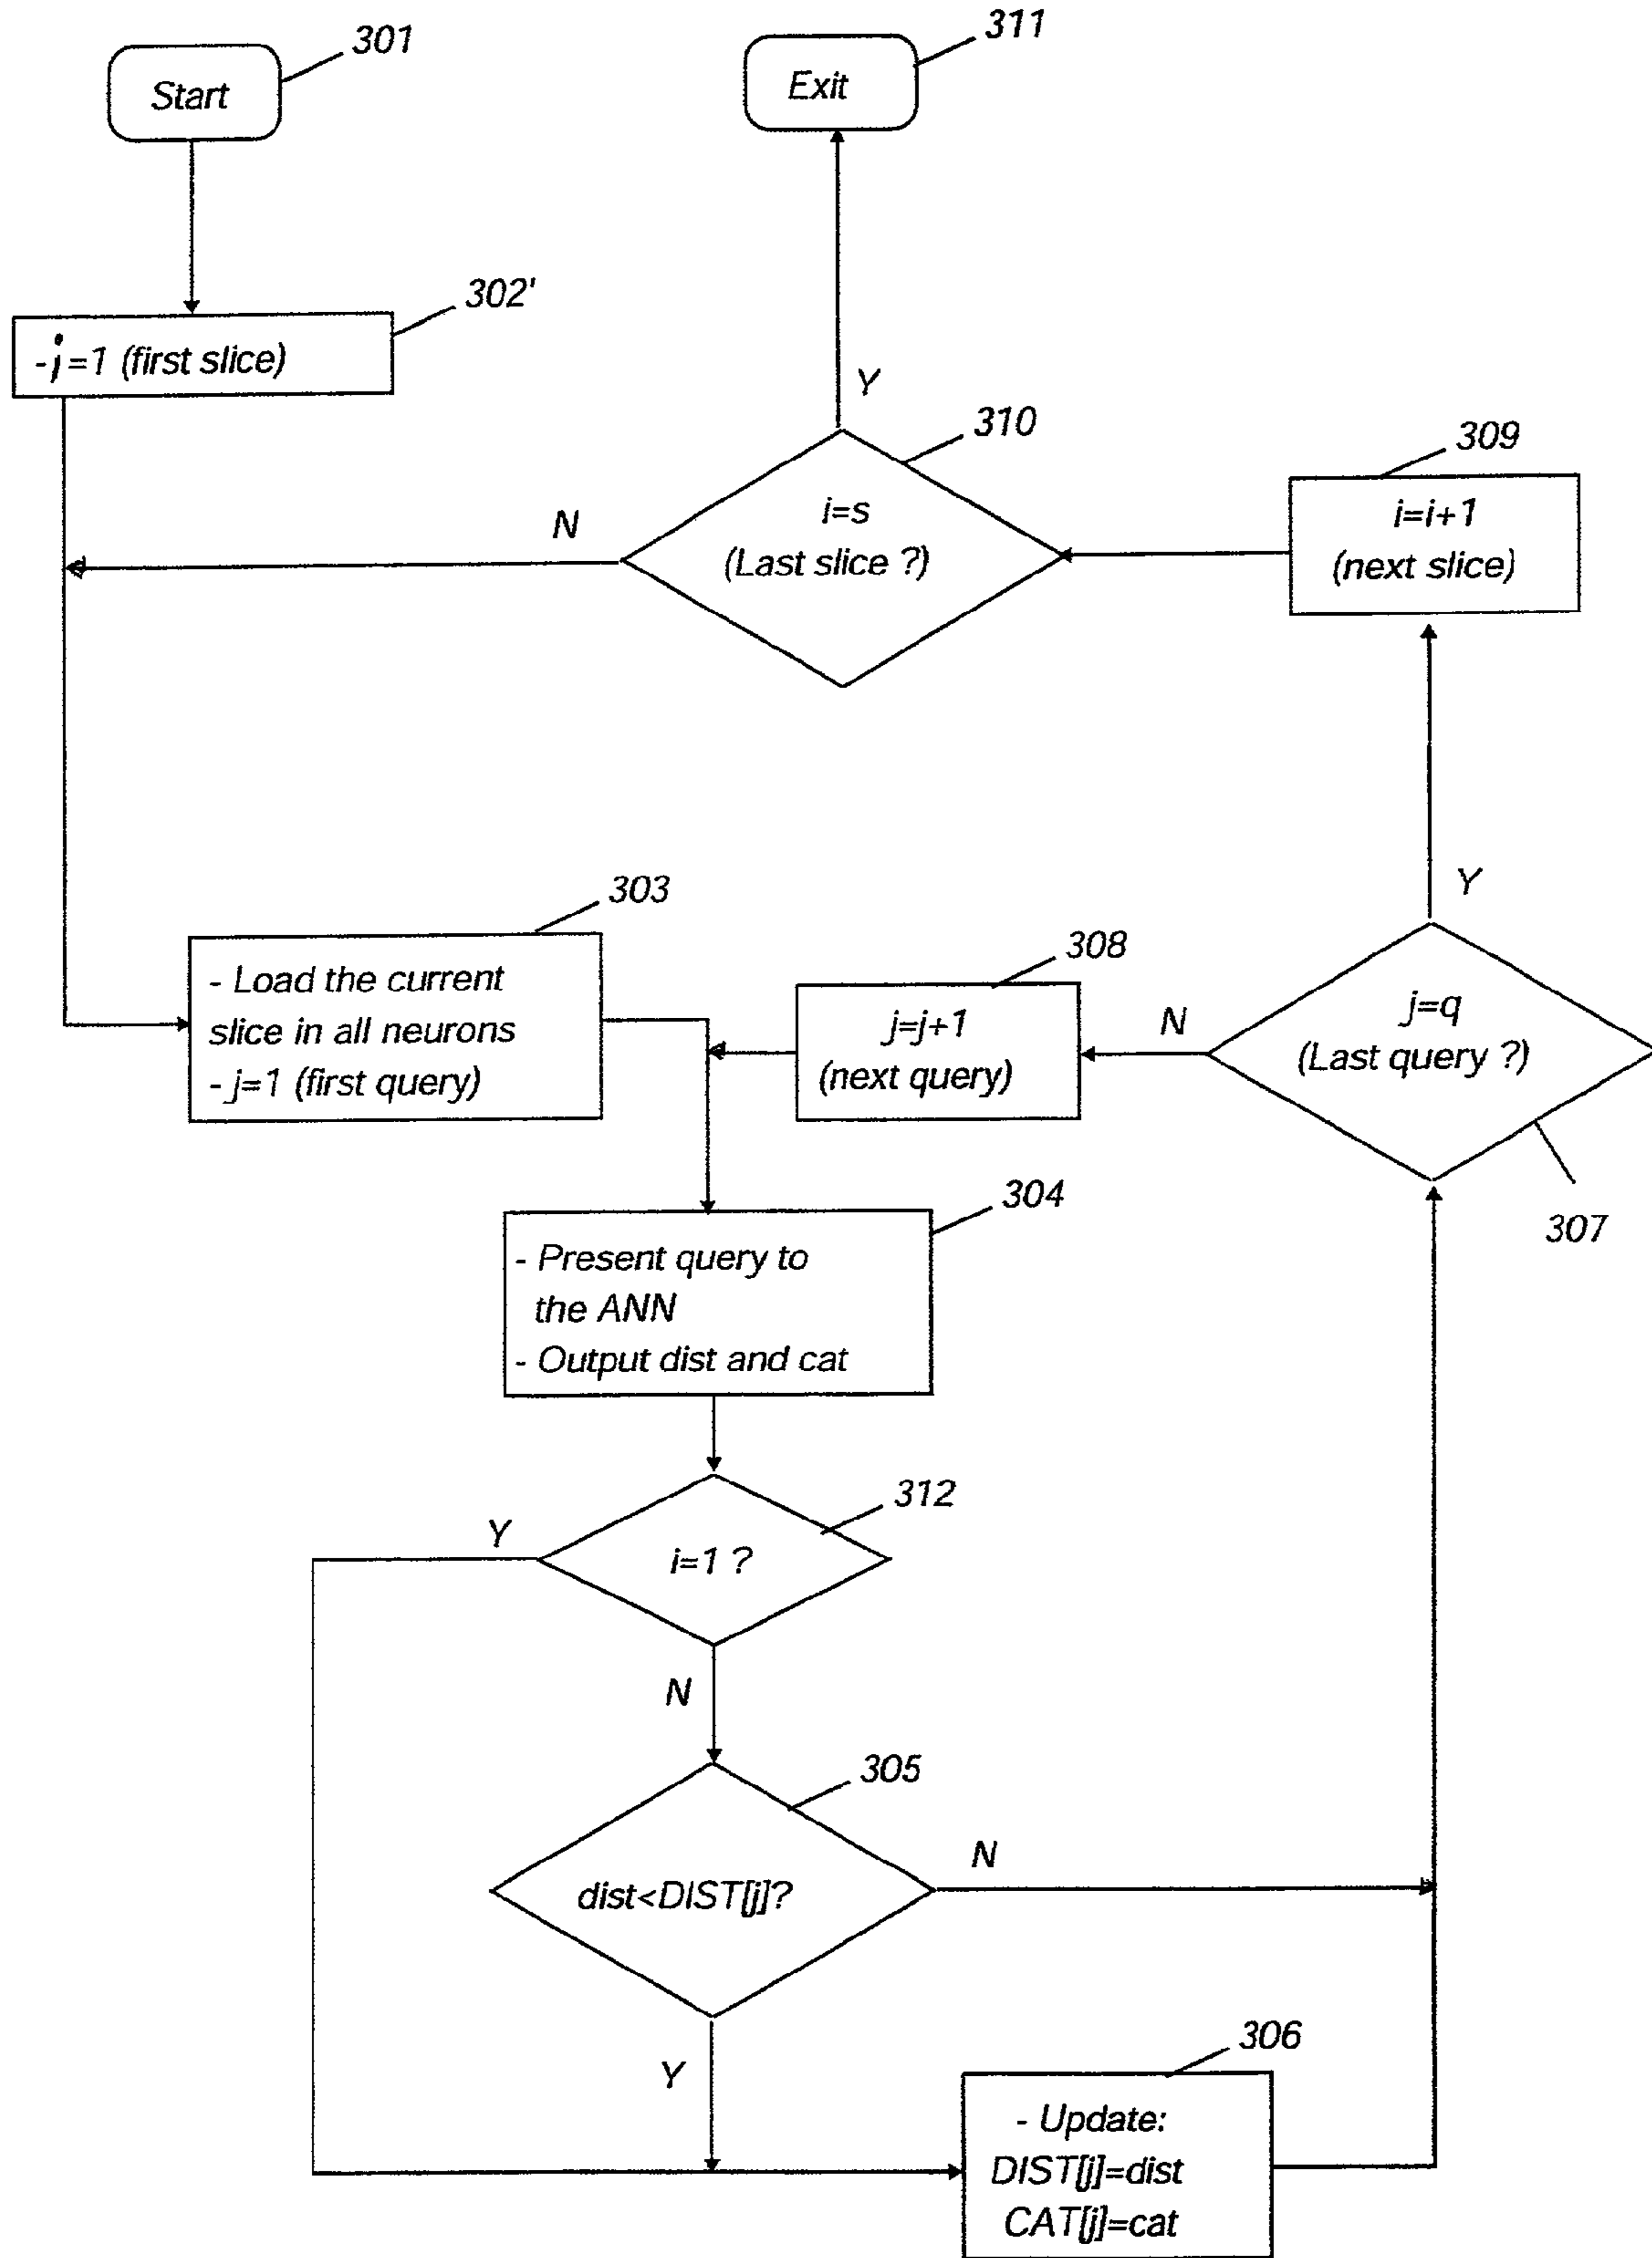 301
Start
311
Exit
302'
- i=1 (first slice)
Y
310
i=s
(Last slice ?)
N
309
i=i+1
(next slice)
Y
303
- Load the current
slice in all neurons
- j=1 (first query)
308
j=j+1
(next query)
N
j=q
(Last query ?)
307
304
- Present query to
the ANN
- Output dist and cat
312
Y
i=1 ?
N
305
dist<DIST[j]?
N
Y
306
- Update:
DIST[j]=dist
CAT[j]=cat